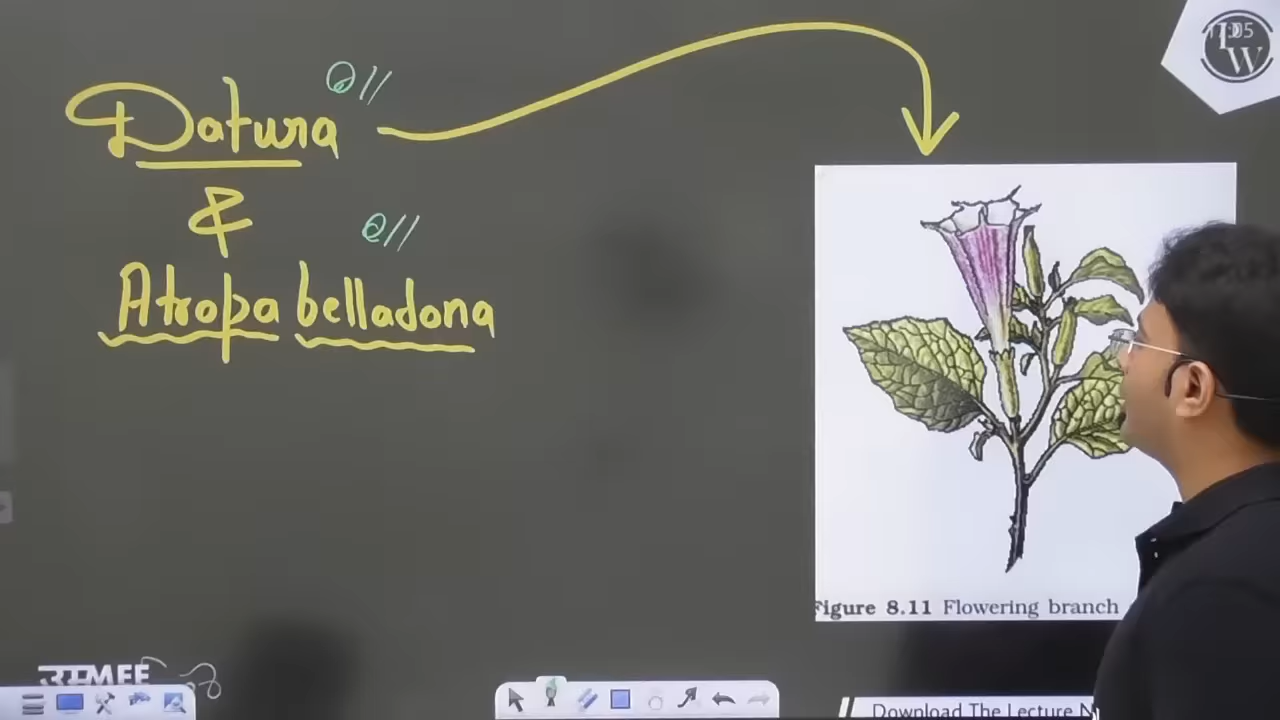 Datura Q//
&
Atropa belladona Q//
Figure 8.11 Flowering branch
Download The Lecture N